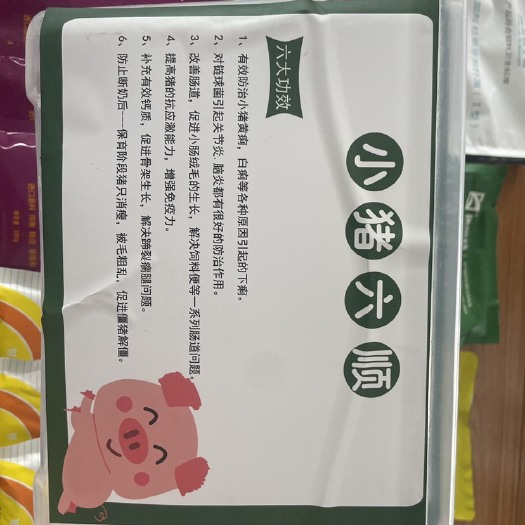 小猪六顺
六大功效
1、有效防治小猪黄痢，白痢等各种原因引起的下痢。
2、对链球菌引起关节炎 脑炎都有很好的防治作用。
3、改善肠道，促进小肠绒毛的生长，解决饲料便等一系列肠道问题。
4、提高猪的抗应激能力，增强免疫力。
5、补充有效钙质，促进骨架生长，解决蹄裂瘸腿问题。
6、防止断奶后---保育阶段猪只消瘦，被毛粗乱，促进僵猪解僵。